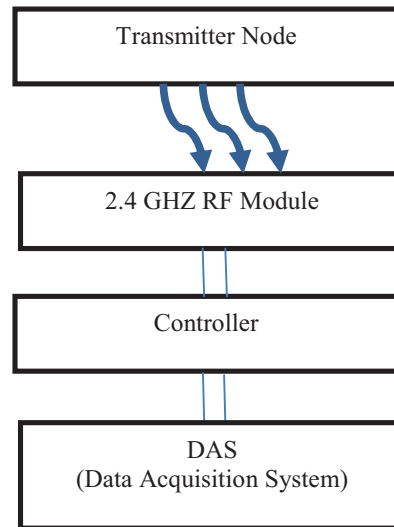 Transmitter Node
2.4 GHZ RF Module
Controller
DAS
(Data Acquisition System)